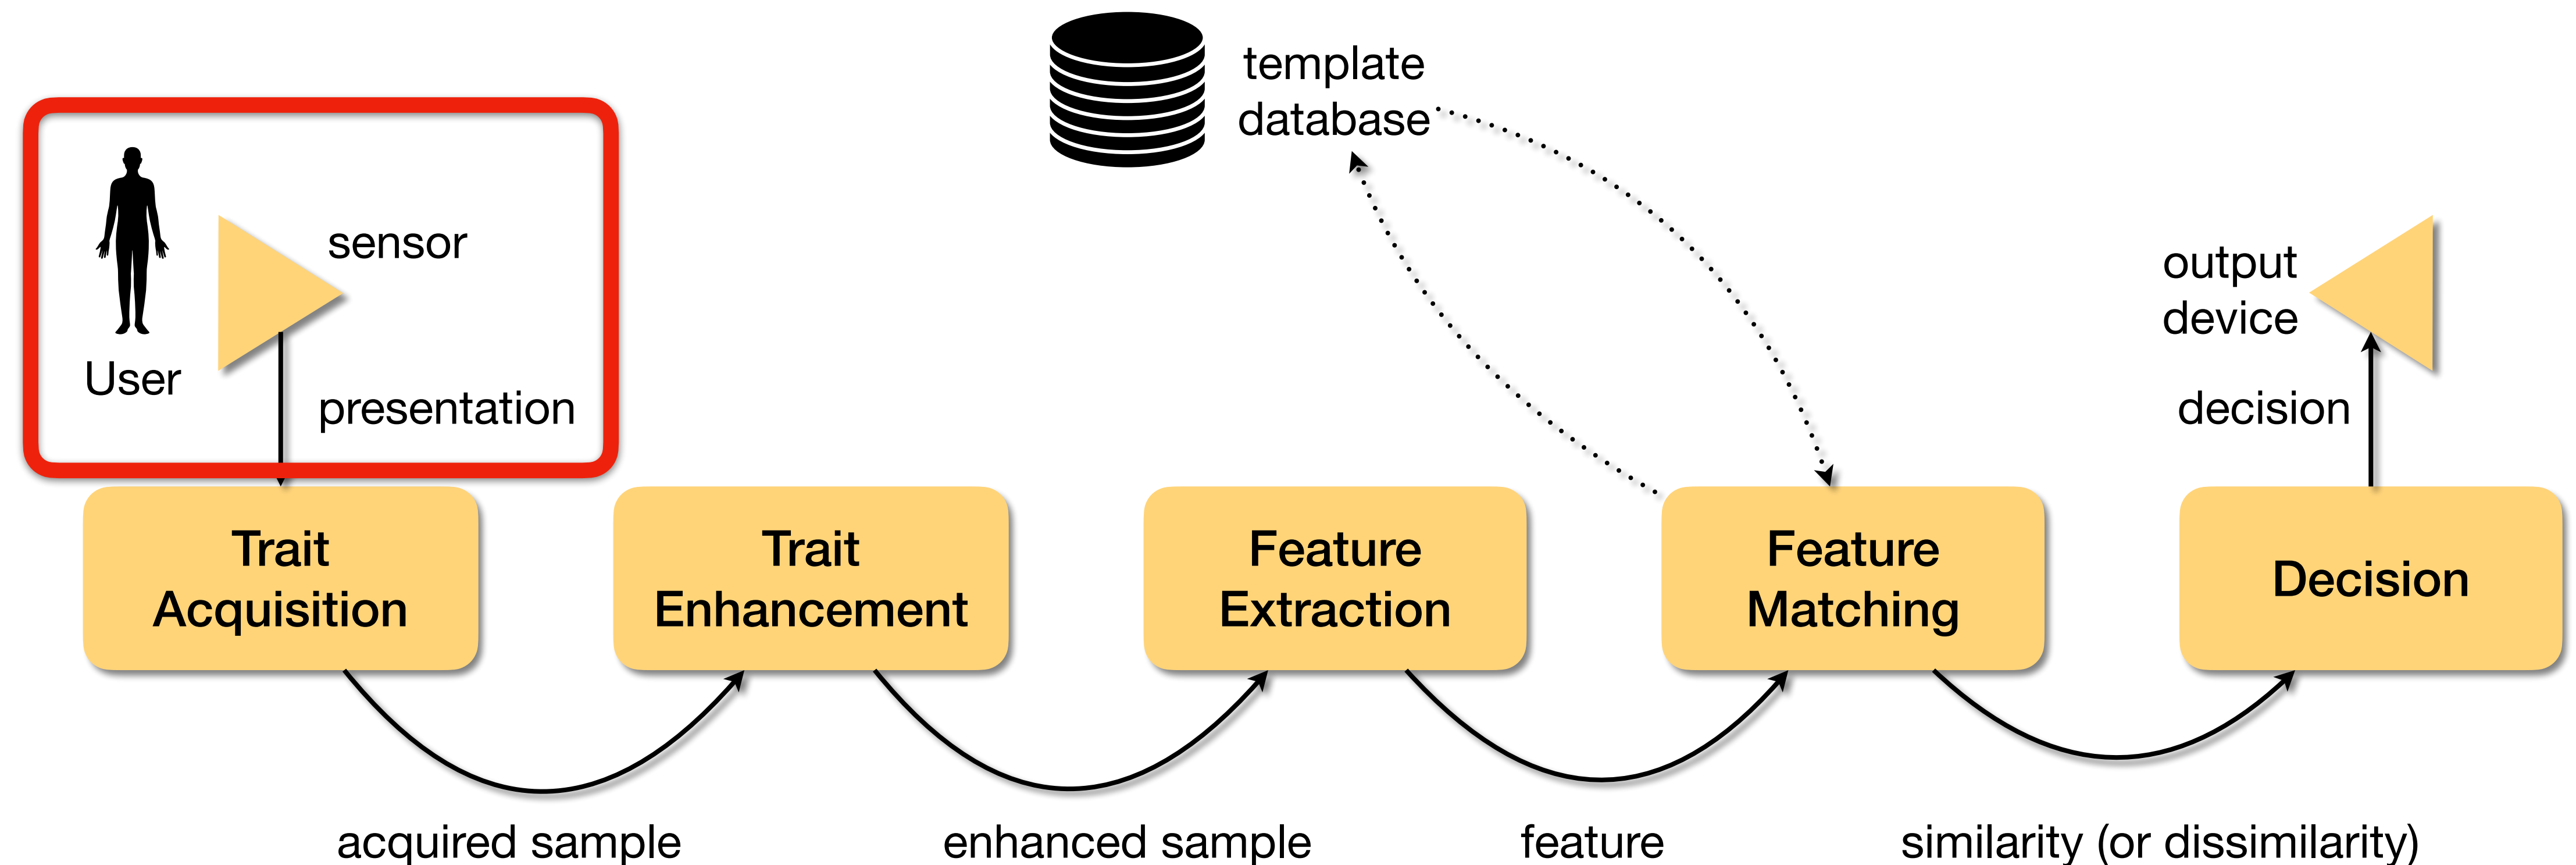 template
database
sensor
User
presentation
output
device
decision
Trait
Acquisition
Trait
Enhancement
Feature
Extraction
Feature
Matching
Decision
acquired sample
enhanced sample
feature
similarity (or dissimilarity)